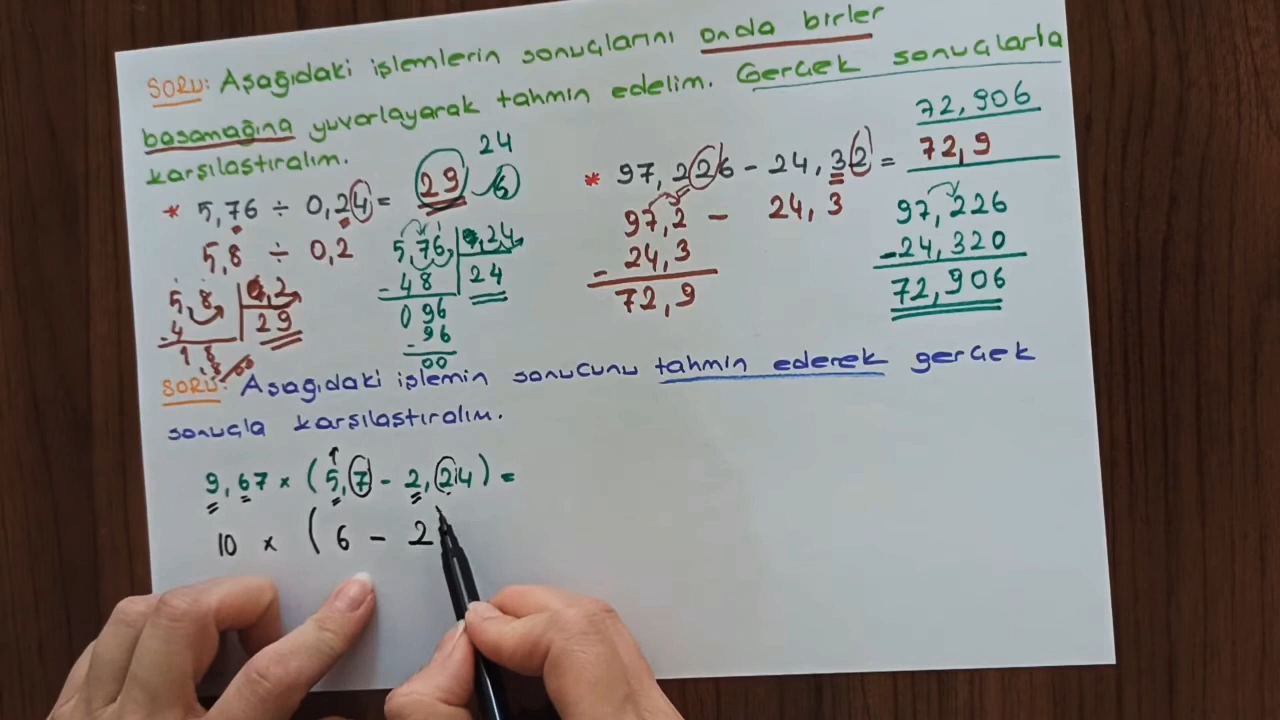 SORU: Aşağıdaki işlemlerin sonuçlarını onda birler
basamağına yuvarlayarak tahmin edelim. Gerçek sonuçlarla
karşılaştıralım.
* 5,76 ÷ 0,24 = 29 24 6
5,8 ÷ 0,2
5,8 0,2
- 4 29
18
18
00
5,76, 0,24
- 48 24
096
- 96
00
* 97,226 - 24,32 = 72,906
72,9
97,2 - 24,3
- 24,3
72,9
97,226
- 24,320
72,906
SORU: Aşağıdaki işlemin sonucunu tahmin ederek gerçek
sonuçla karşılaştıralım.
9,67 × (5,7 - 2,24) =
10 × ( 6 - 2